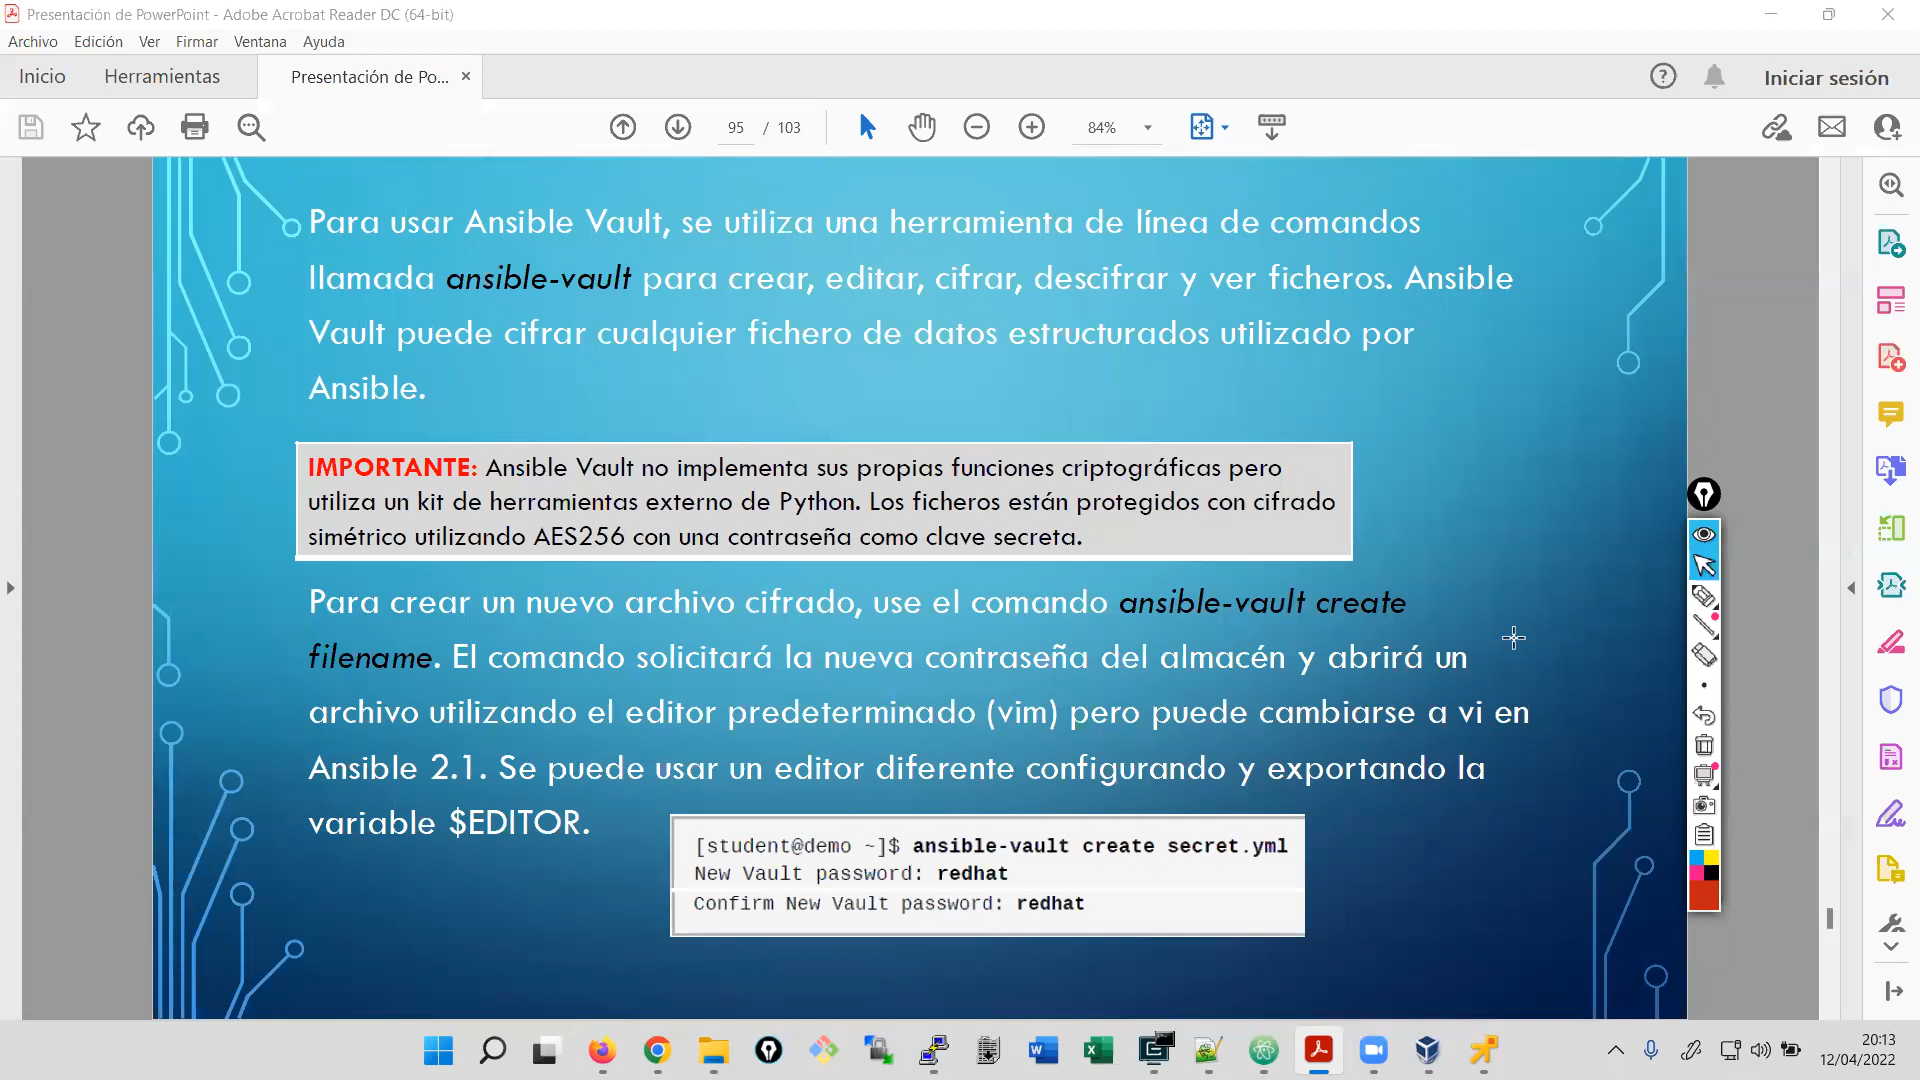 Presentación de PowerPoint - Adobe Acrobat Reader DC (64-bit)
Archivo Edición Ver Firmar Ventana Ayuda
Inicio Herramientas Presentación de Po... × Iniciar sesión
95 / 103 84%
Para usar Ansible Vault, se utiliza una herramienta de línea de comandos
llamada ansible-vault para crear, editar, cifrar, descifrar y ver ficheros. Ansible
Vault puede cifrar cualquier fichero de datos estructurados utilizado por
Ansible.
IMPORTANTE: Ansible Vault no implementa sus propias funciones criptográficas pero
utiliza un kit de herramientas externo de Python. Los ficheros están protegidos con cifrado
simétrico utilizando AES256 con una contraseña como clave secreta.
Para crear un nuevo archivo cifrado, use el comando ansible-vault create
filename. El comando solicitará la nueva contraseña del almacén y abrirá un
archivo utilizando el editor predeterminado (vim) pero puede cambiarse a vi en
Ansible 2.1. Se puede usar un editor diferente configurando y exportando la
variable $EDITOR.
[student@demo ~]$ ansible-vault create secret.yml
New Vault password: redhat
Confirm New Vault password: redhat
20:13
12/04/2022